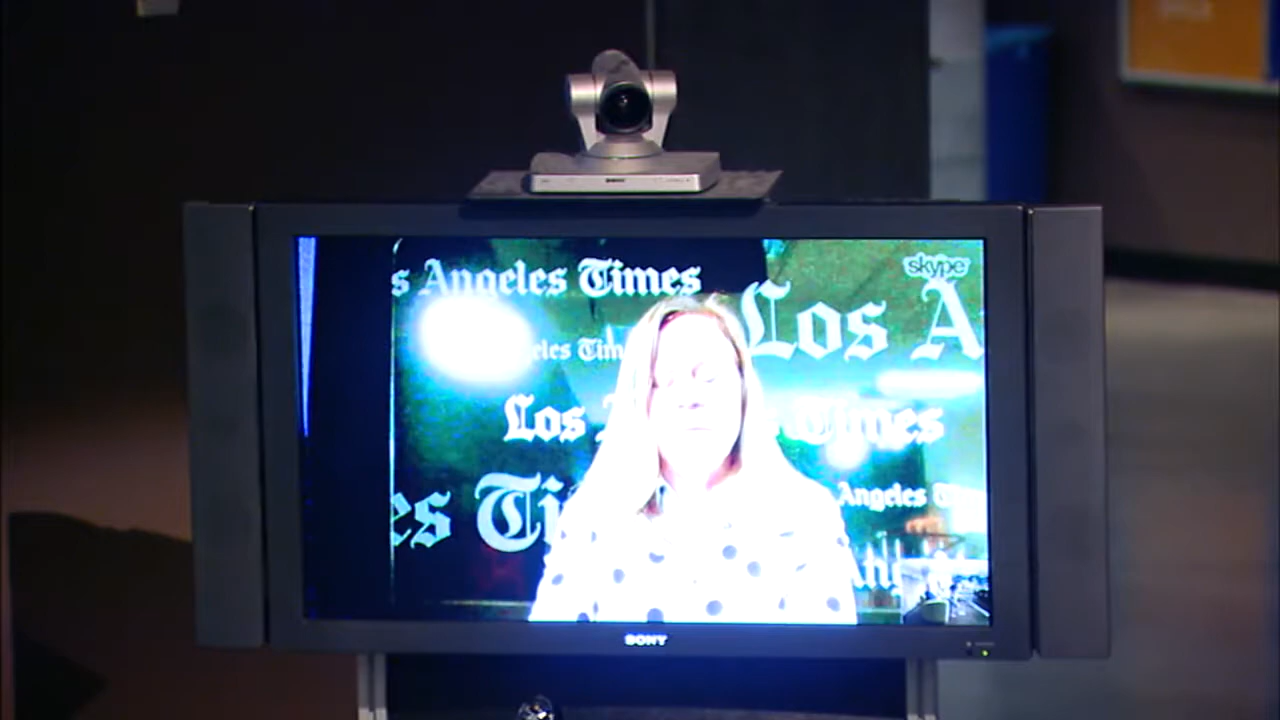 s Angeles Times
skype
Los A
eles Tim
Los
Times
es Ti
Angeles
SONY